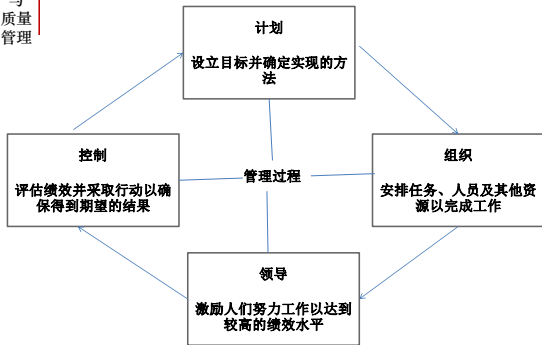 与
质量
管理
计划
设立目标并确定实现的方
法
控制
评估绩效并采取行动以确
保得到期望的结果
管理过程
组织
安排任务、人员及其他资
源以完成工作
领导
激励人们努力工作以达到
较高的绩效水平